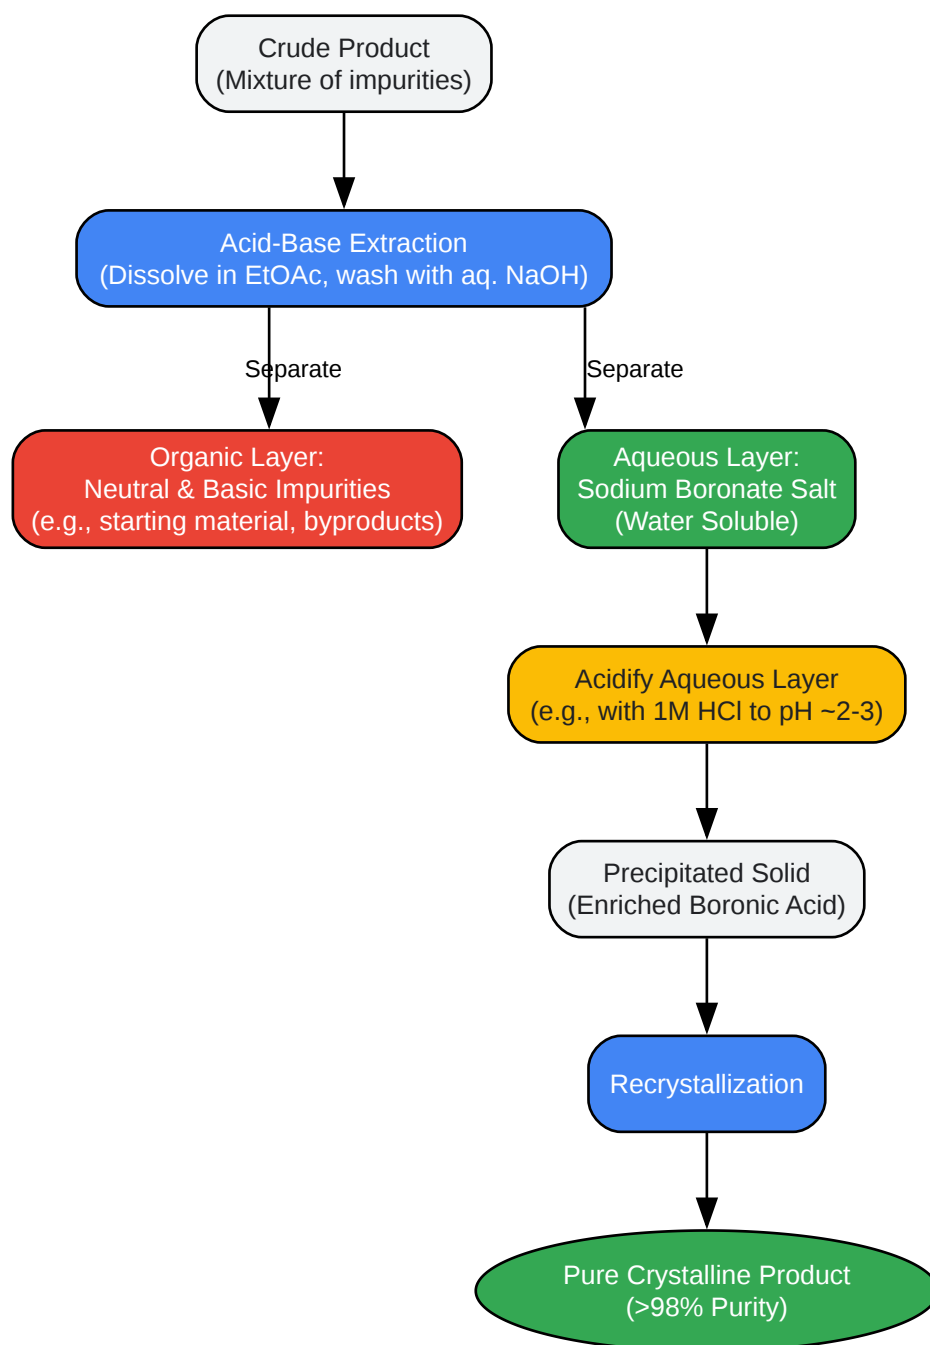 Crude Product
(Mixture of impurities)
Acid-Base Extraction
(Dissolve in EtOAc, wash with aq. NaOH)
Separate
Separate
Organic Layer:
Neutral & Basic Impurities
(e.g., starting material, byproducts)
Aqueous Layer:
Sodium Boronate Salt
(Water Soluble)
Acidify Aqueous Layer
(e.g., with 1M HCl to pH ~2-3)
Precipitated Solid
(Enriched Boronic Acid)
Recrystallization
Pure Crystalline Product
(>98% Purity)